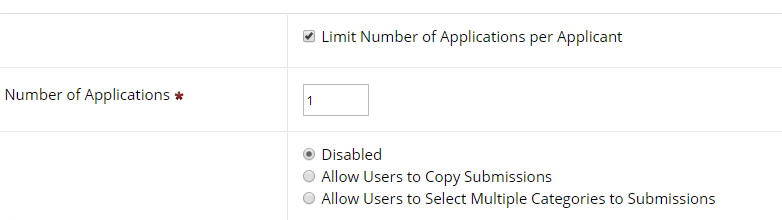 Limit Number of Applications per Applicant
Number of Applications *
1
Disabled
Allow Users to Copy Submissions
Allow Users to Select Multiple Categories to Submissions